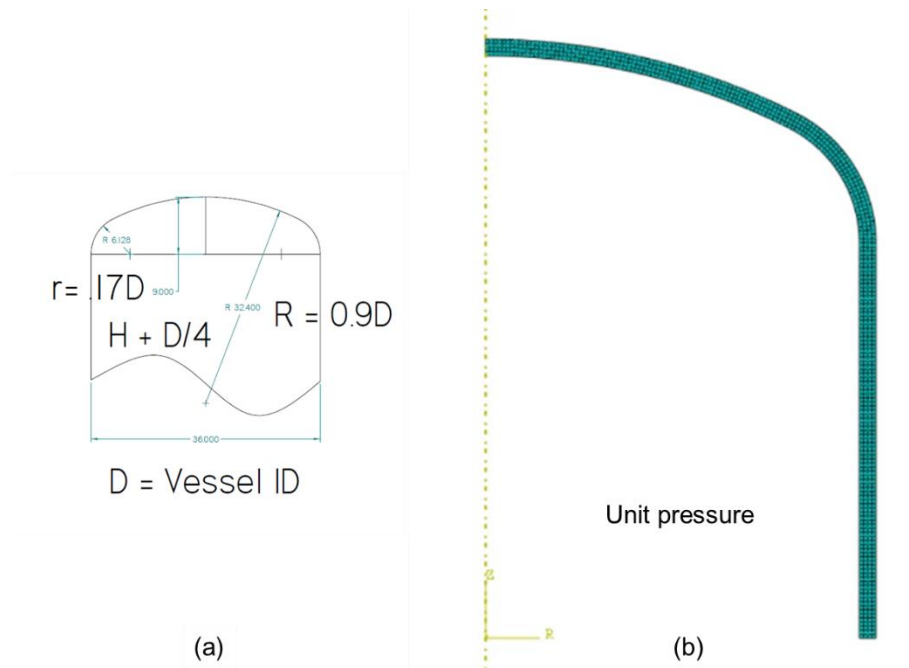 R 6.128
r= .17D
9.000
H + D/4
R 32.400
R = 0.9D
36.000
D = Vessel ID
(a)
Unit pressure
Z
R
(b)